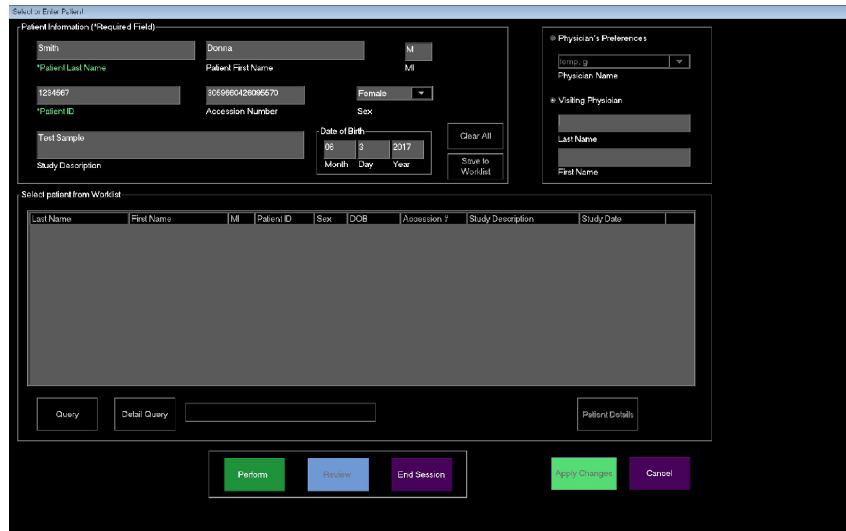 Select or Enter Patient
Patient Information (*Required Field)
Smith Donna M
*Patient Last Name Patient First Name MI
1234567 3059660426095570 Female
*Patient ID Accession Number Sex
Test Sample
Study Description
Date of Birth
06 3 2017
Month Day Year
Clear All
Save to
Worklist
Physician's Preferences
temp, g
Physician Name
Visiting Physician
Last Name
First Name
Select patient from Worklist
Last Name First Name MI Patient ID Sex DOB Accession # Study Description Study Date
Query Detail Query Patient Details
Perform Review End Session Apply Changes Cancel